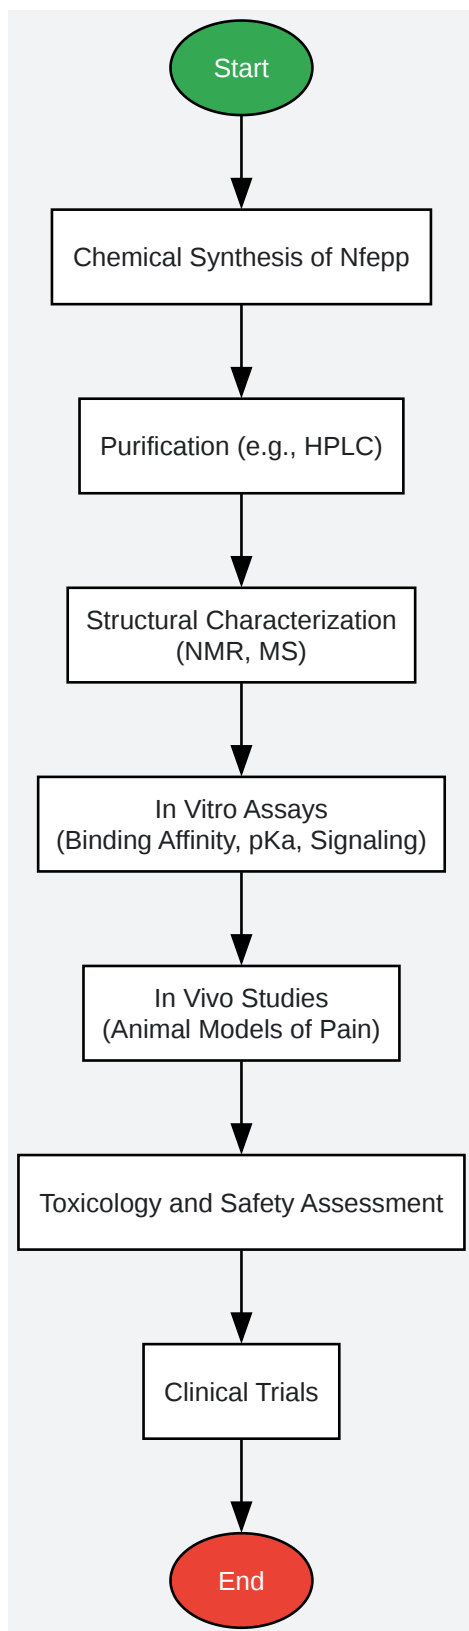 Start
Chemical Synthesis of Nfepp
Purification (e.g., HPLC)
Structural Characterization
(NMR, MS)
In Vitro Assays
(Binding Affinity, pKa, Signaling)
In Vivo Studies
(Animal Models of Pain)
Toxicology and Safety Assessment
Clinical Trials
End